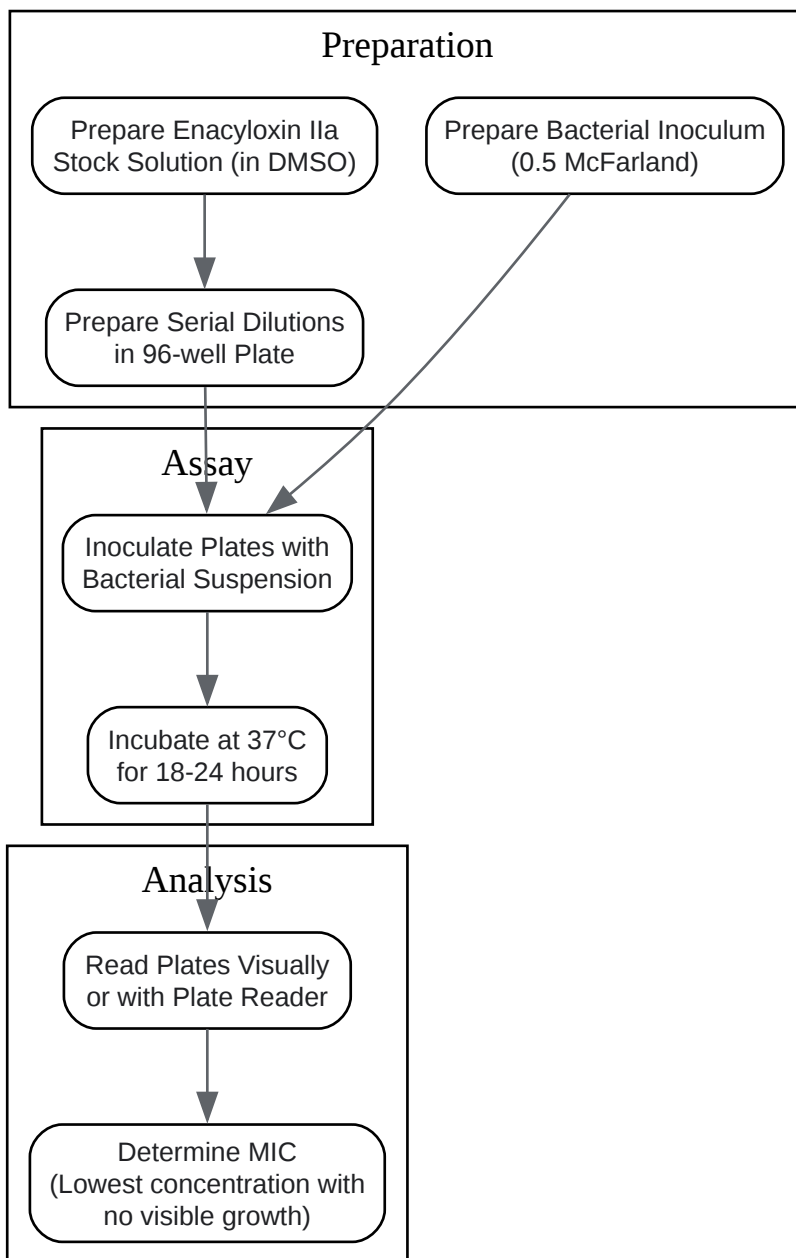 Preparation
Prepare Enacyloxin IIa
Stock Solution (in DMSO)
Prepare Bacterial Inoculum
(0.5 McFarland)
Prepare Serial Dilutions
in 96-well Plate
Assay
Inoculate Plates with
Bacterial Suspension
Incubate at 37°C
for 18-24 hours
Analysis
Read Plates Visually
or with Plate Reader
Determine MIC
(Lowest concentration with
no visible growth)